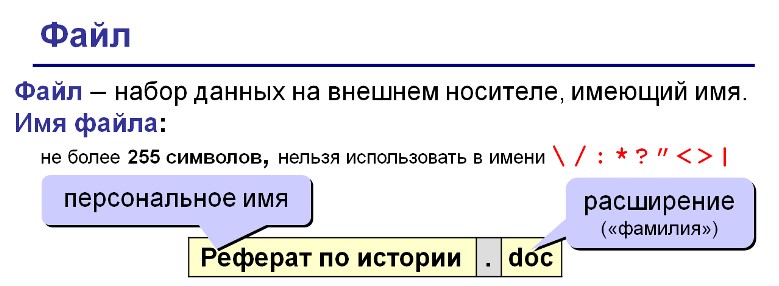 Файл
Файл – набор данных на внешнем носителе, имеющий имя.
Имя файла:
не более 255 символов, нельзя использовать в имени \ / : * ? " < > |
персональное имя
расширение
(«фамилия»)
Реферат по истории . doc